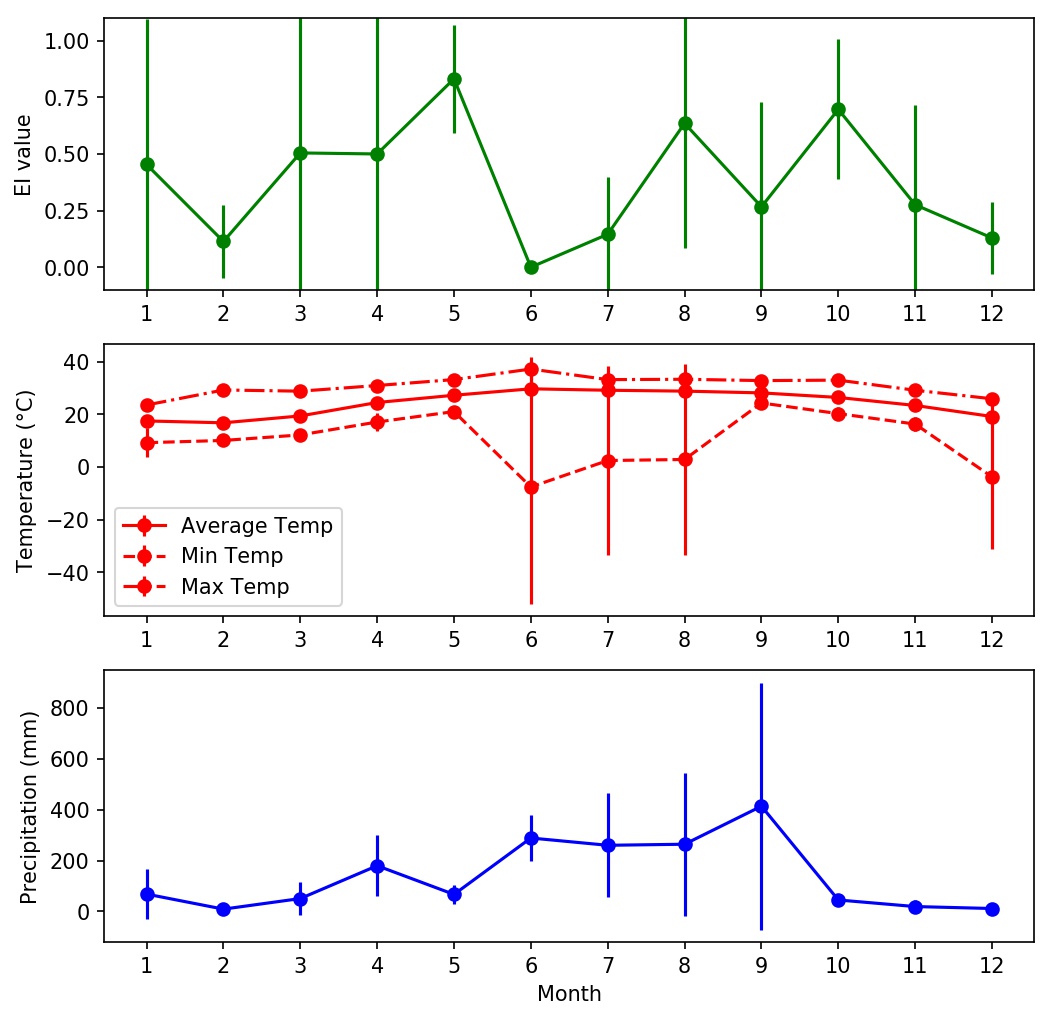 EI value
1.00
0.75
0.50
0.25
0.00
1 2 3 4 5 6 7 8 9 10 11 12
Temperature (°C)
40
20
0
−20
−40
Average Temp
Min Temp
Max Temp
1 2 3 4 5 6 7 8 9 10 11 12
Precipitation (mm)
800
600
400
200
0
1 2 3 4 5 6 7 8 9 10 11 12
Month